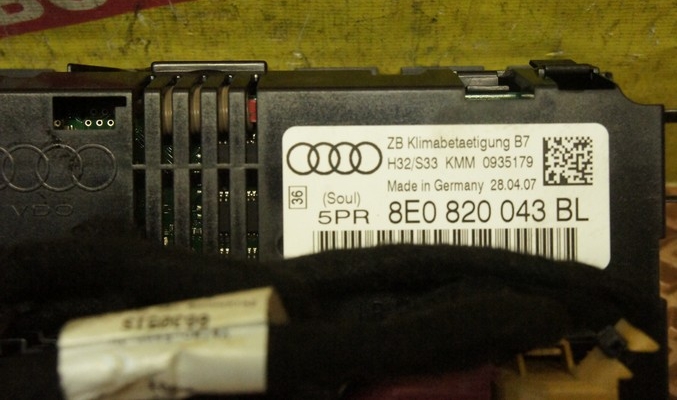 ZB Klimabetaetigung B7
H32/S33 KMM 0935179
Made in Germany 28.04.07
36
(Soul)
5PR 8E0 820 043 BL
VDO